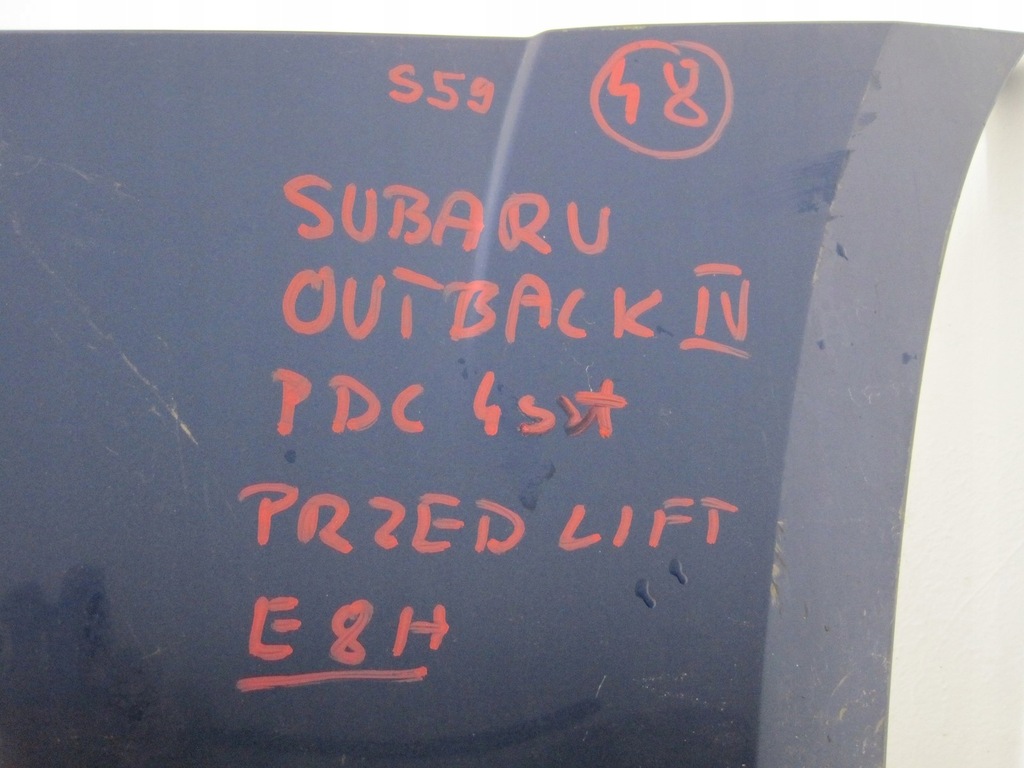 S59 48
SUBARU
OUTBACK IV
PDC 4szt
PRZED LIFT
E8H